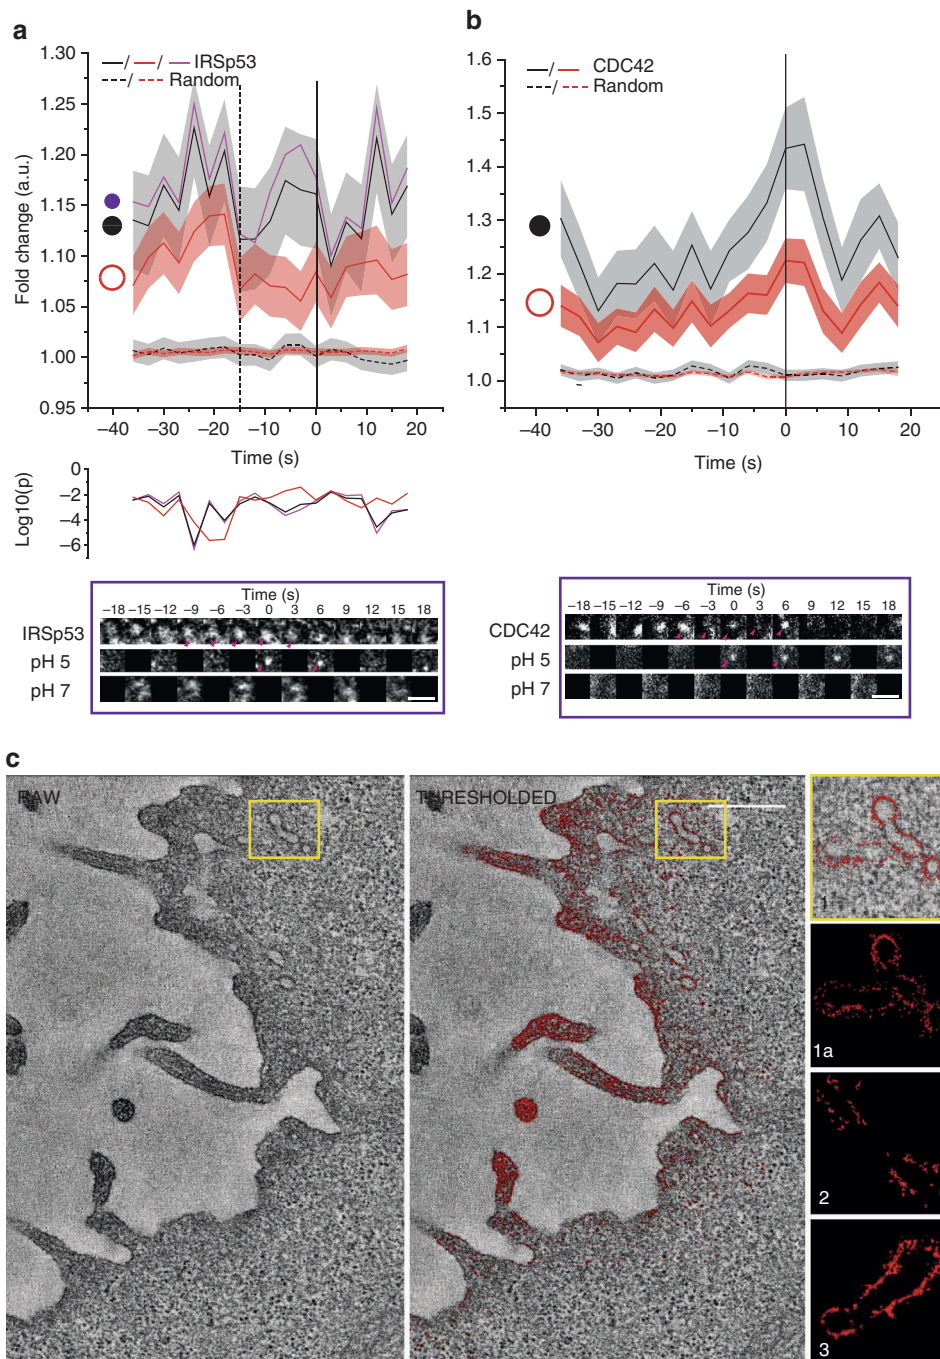 a
IRSp53
Random
Fold change (a.u.)
1.30
1.25
1.20
1.15
1.10
1.05
1.00
0.95
−40 −30 −20 −10 0 10 20
Time (s)
Log10(p)
0
−2
−4
−6
Time (s)
−18 −15 −12 −9 −6 −3 0 3 6 9 12 15 18
IRSp53
pH 5
pH 7
b
CDC42
Random
1.6
1.5
1.4
1.3
1.2
1.1
1.0
−40 −30 −20 −10 0 10 20
Time (s)
Time (s)
−18 −15 −12 −9 −6 −3 0 3 6 9 12 15 18
CDC42
pH 5
pH 7
c
RAW
THRESHOLDED
1
1a
2
3